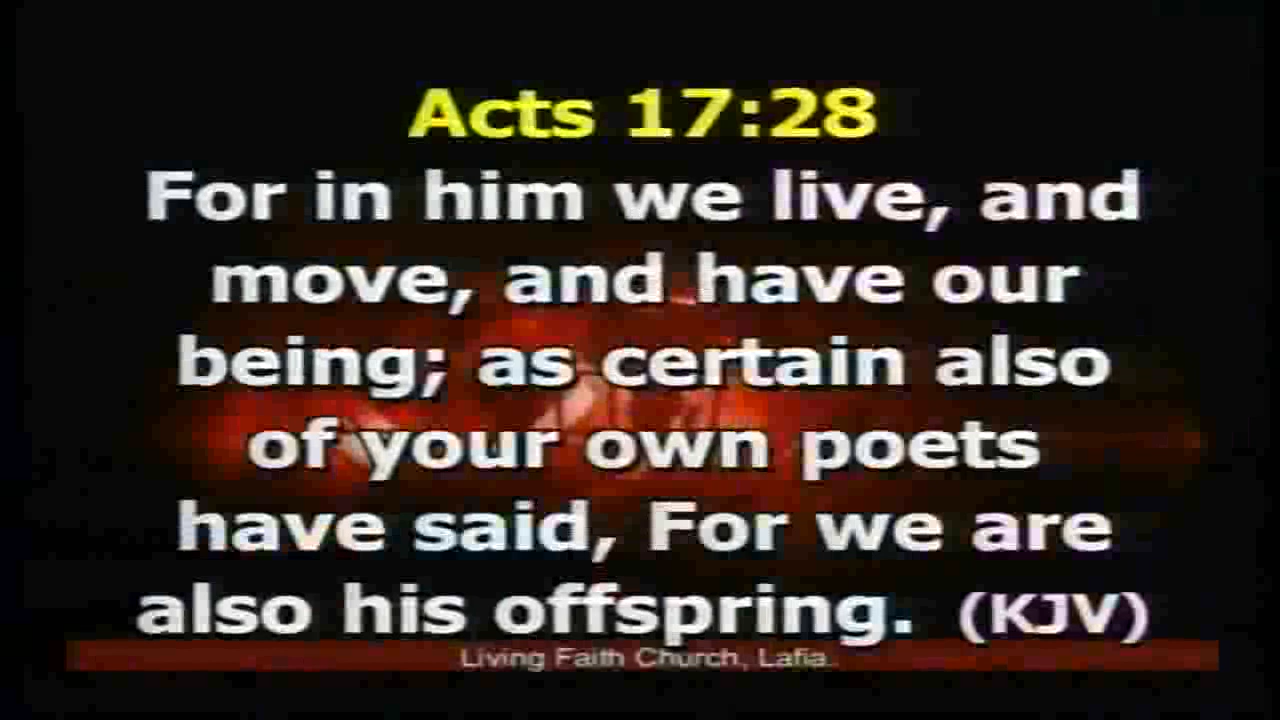 Acts 17:28
For in him we live, and
move, and have our
being; as certain also
of your own poets
have said, For we are
also his offspring. (KJV)
Living Faith Church, Lafia.